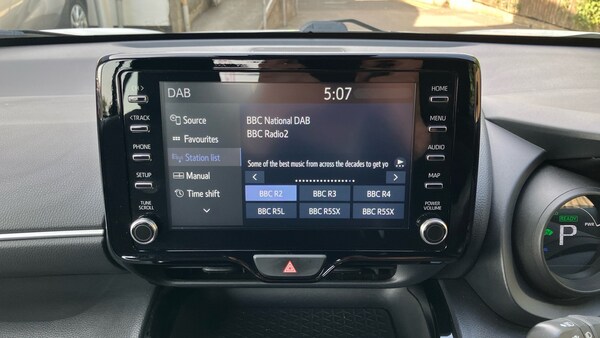 DAB
5:07
HOME
<TRACK
Source
BBC National DAB
MENU
BBC Radio2
PHONE
Favourites
AUDIO
Station list
Some of the best music from across the decades to get yo
SETUP
Manual
MAP
BBC R2
BBC R3
BBC R4
TUNE
SCROLL
Time shift
POWER
VOLUME
BBC R5L
BBC R5SX
BBC R5SX
READY
P
PWR